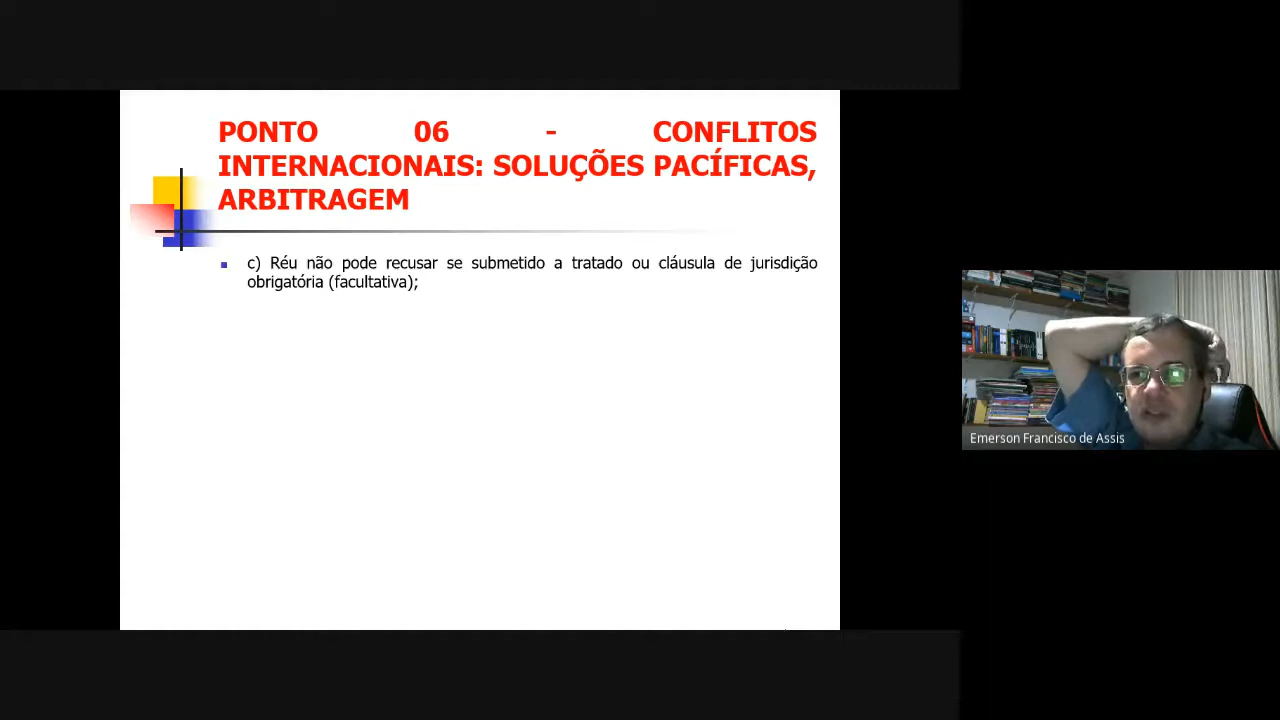 PONTO 06 - CONFLITOS
INTERNACIONAIS: SOLUÇÕES PACÍFICAS,
ARBITRAGEM
c) Réu não pode recusar se submetido a tratado ou cláusula de jurisdição
obrigatória (facultativa);
Emerson Francisco de Assis